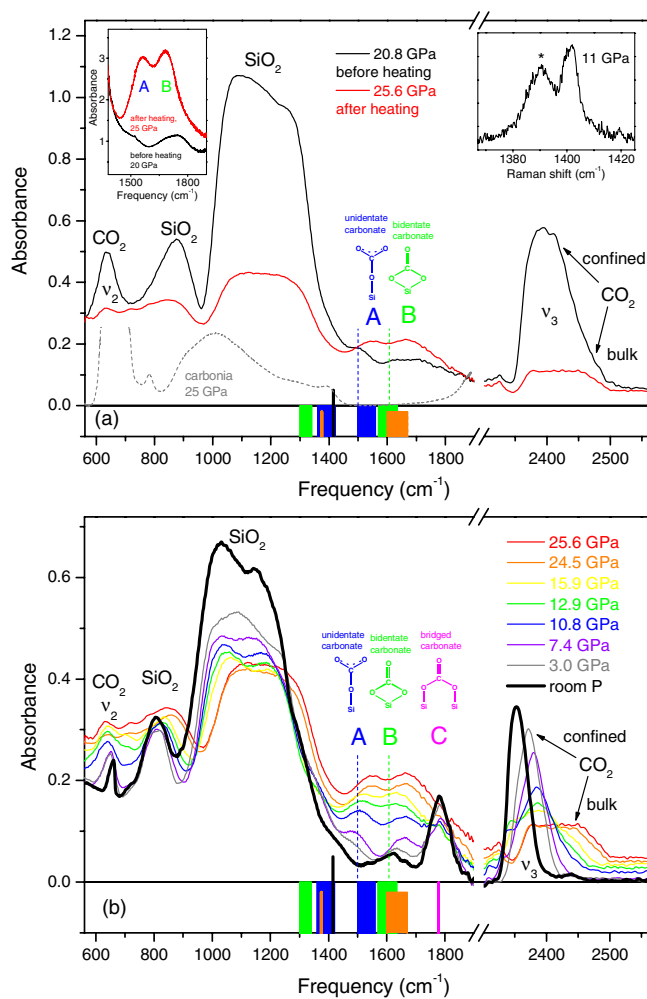 1.2
1.0
0.8
0.6
0.4
0.2
0.0
Absorbance
3
2
1
Absorbance
A B
after heating,
25 GPa
before heating
20 GPa
1500 1800
Frequency (cm-1)
SiO2
20.8 GPa
before heating
25.6 GPa
after heating
*
11 GPa
1380 1400 1420
Raman shift (cm-1)
CO2
ν2
SiO2
unidentate
carbonate
bidentate
carbonate
O O
C
O
Si
O
C
O O
Si
A B
confined
CO2
bulk
ν3
carbonia
25 GPa
(a)
600 800 1000 1200 1400 1600 1800 2400 2500
Frequency (cm-1)
0.6
0.4
0.2
0.0
Absorbance
SiO2
25.6 GPa
24.5 GPa
15.9 GPa
12.9 GPa
10.8 GPa
7.4 GPa
3.0 GPa
room P
CO2
ν2
SiO2
unidentate
carbonate
bidentate
carbonate
bridged
carbonate
O O
C
O
Si
O
C
O O
Si
O
C
O O
Si Si
A B C
confined
CO2
bulk
ν3
(b)
600 800 1000 1200 1400 1600 1800 2400 2500
Frequency (cm-1)